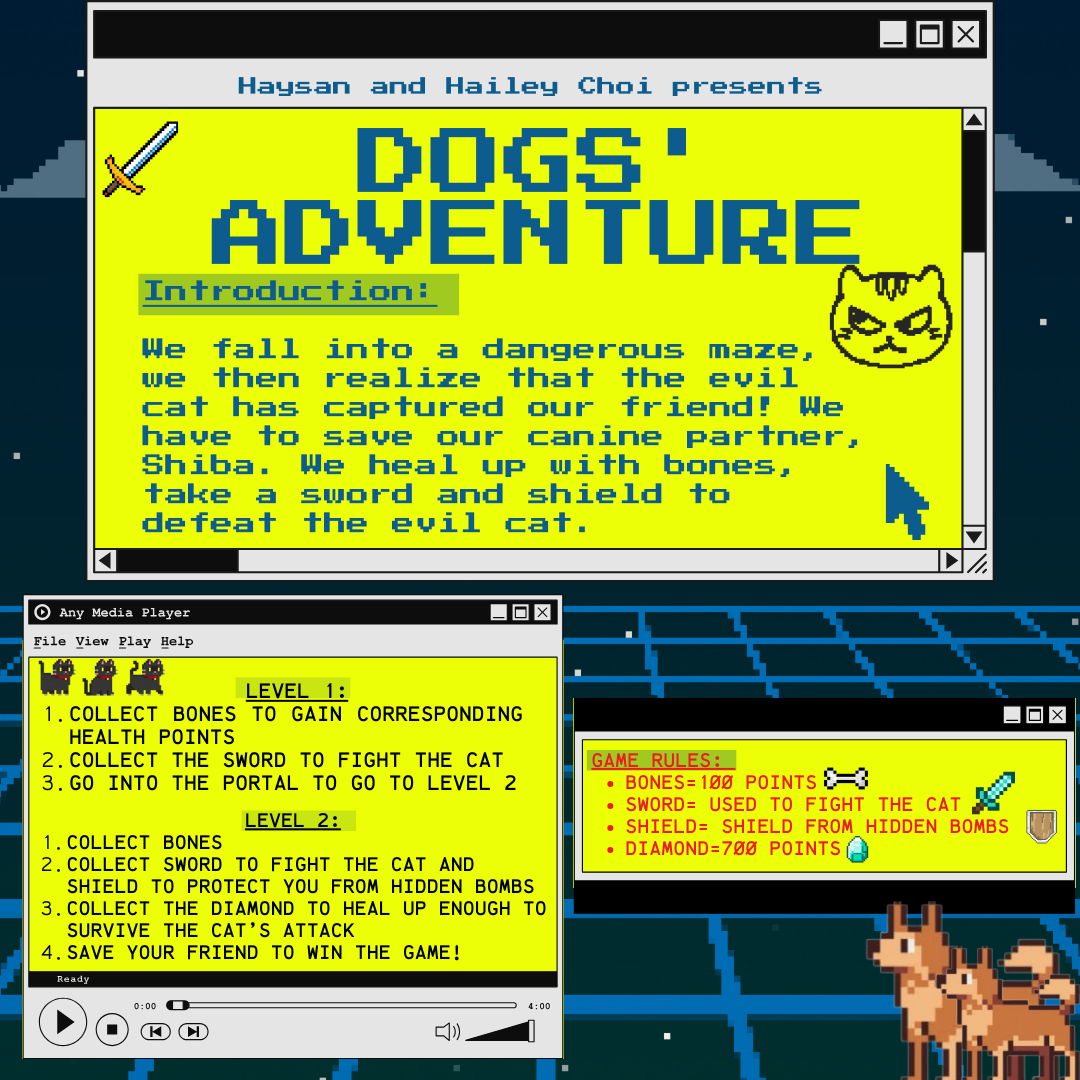 Haysan and Hailey Choi presents
DOGS'
ADVENTURE
Introduction:
We fall into a dangerous maze,
we then realize that the evil
cat has captured our friend! We
have to save our canine partner,
Shiba. We heal up with bones,
take a sword and shield to
defeat the evil cat.
Any Media Player
File View Play Help
LEVEL 1:
1. COLLECT BONES TO GAIN CORRESPONDING
HEALTH POINTS
2. COLLECT THE SWORD TO FIGHT THE CAT
3. GO INTO THE PORTAL TO GO TO LEVEL 2
LEVEL 2:
1. COLLECT BONES
2. COLLECT SWORD TO FIGHT THE CAT AND
SHIELD TO PROTECT YOU FROM HIDDEN BOMBS
3. COLLECT THE DIAMOND TO HEAL UP ENOUGH TO
SURVIVE THE CAT'S ATTACK
4. SAVE YOUR FRIEND TO WIN THE GAME!
Ready
0:00 4:00
GAME RULES:
• BONES=100 POINTS
• SWORD= USED TO FIGHT THE CAT
• SHIELD= SHIELD FROM HIDDEN BOMBS
• DIAMOND=700 POINTS